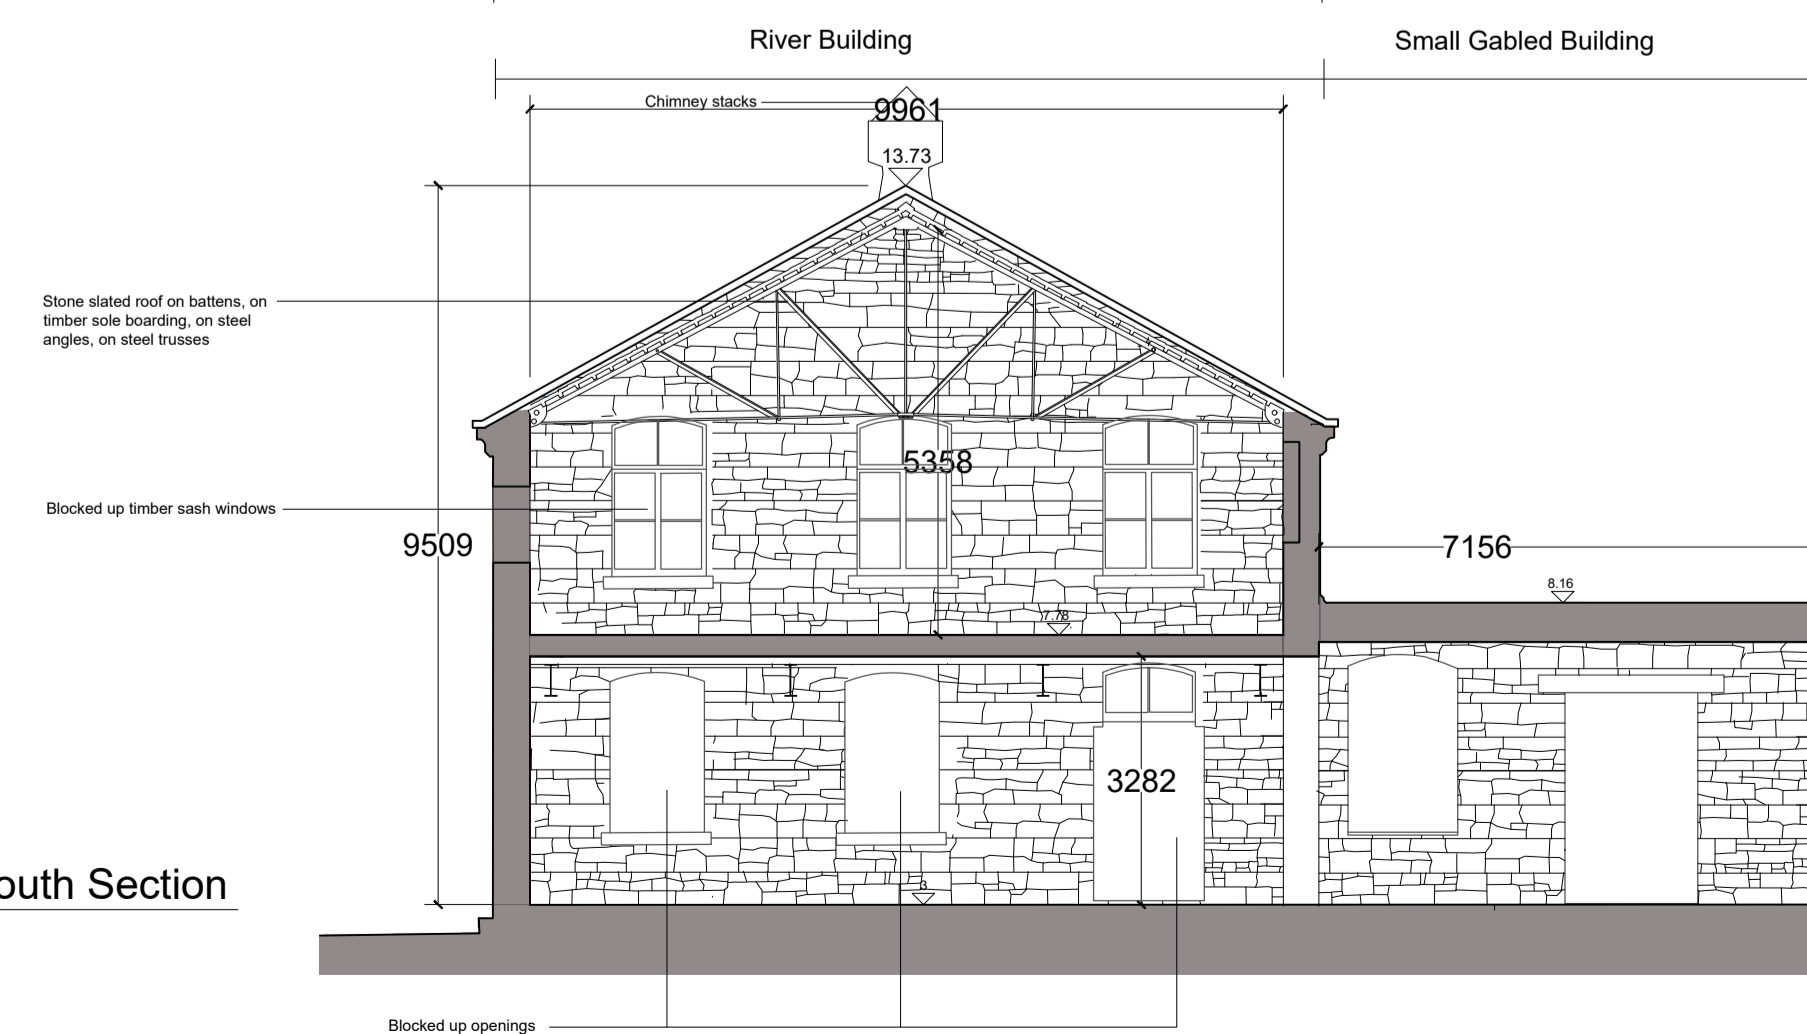 River Building
Small Gabled Building
Chimney stacks
9961
13.73
Stone slated roof on battens, on
timber sole boarding, on steel
angles, on steel trusses
5358
Blocked up timber sash windows
9509
7156
8.16
7.78
3282
3
outh Section
Blocked up openings